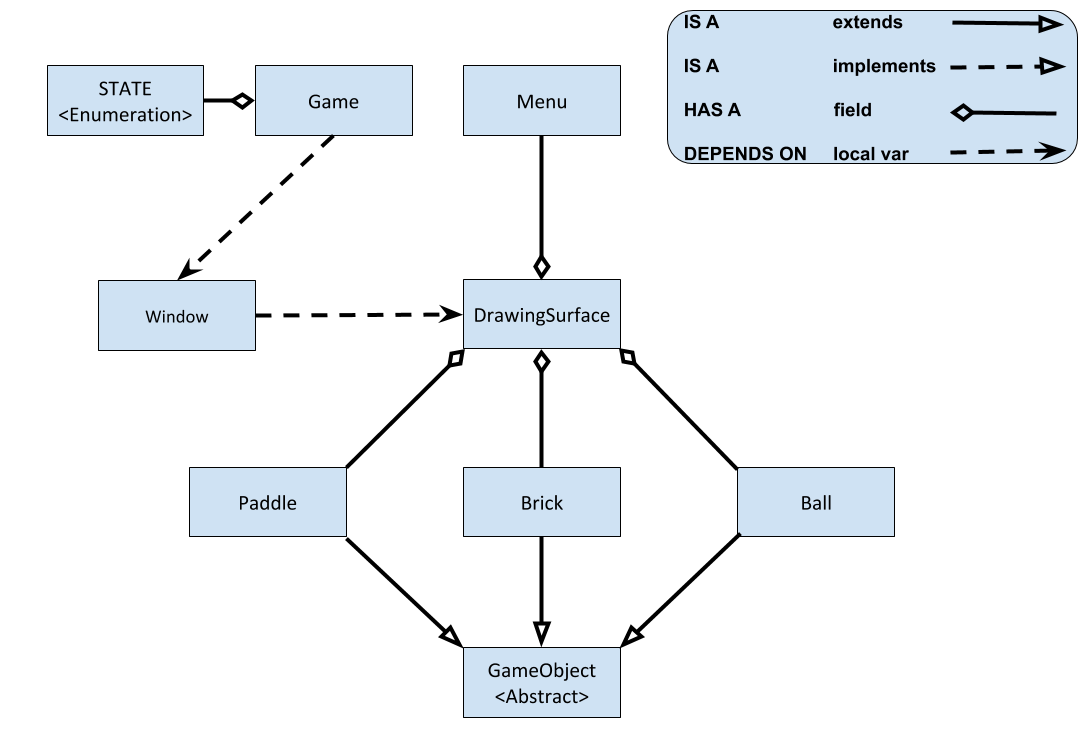 IS A extends
IS A implements
HAS A field
DEPENDS ON local var
STATE
<Enumeration>
Game
Menu
Window
DrawingSurface
Paddle
Brick
Ball
GameObject
<Abstract>